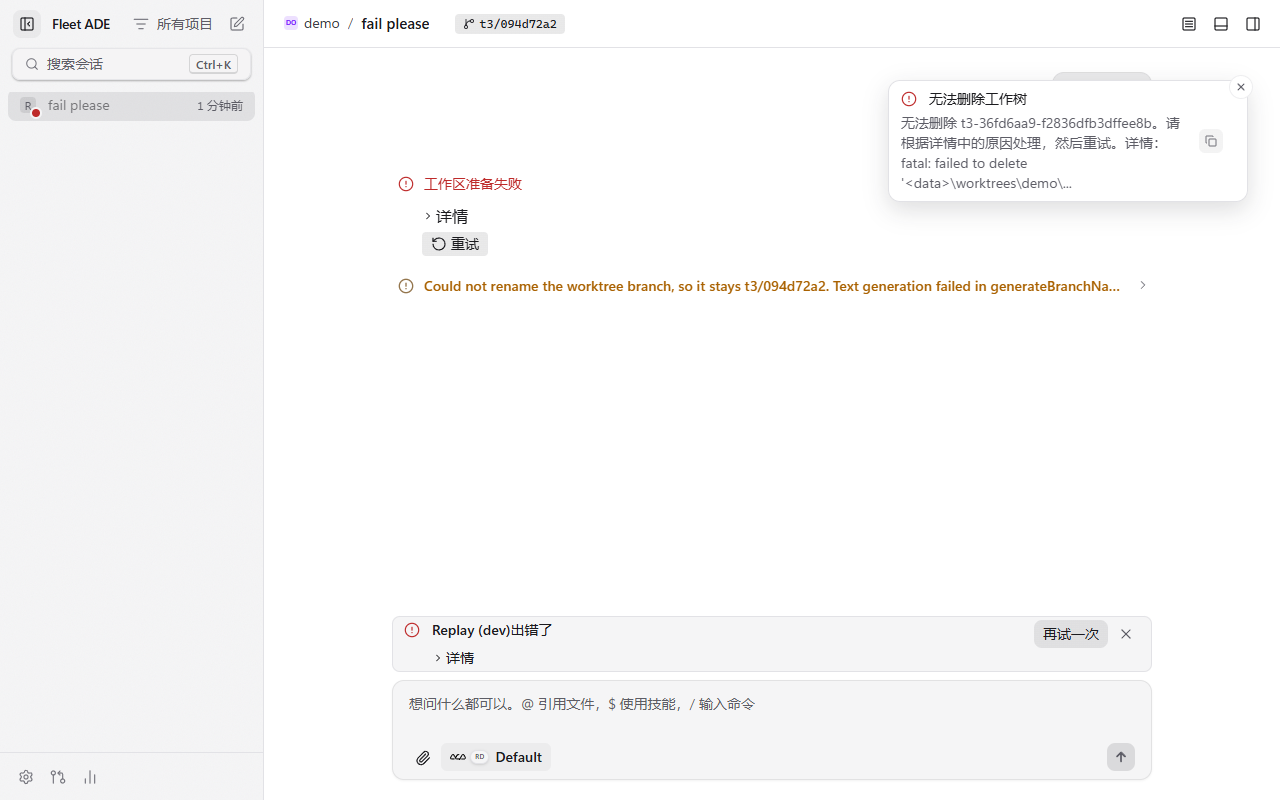 Fleet ADE
所有项目
搜索会话
Ctrl+K
R
fail please
1 分钟前
DO
demo / fail please
t3/094d72a2
无法删除工作树
无法删除 t3-36fd6aa9-f2836dfb3dffee8b。请
根据详情中的原因处理，然后重试。详情：
fatal: failed to delete
'<data>\worktrees\demo\...
工作区准备失败
详情
重试
Could not rename the worktree branch, so it stays t3/094d72a2. Text generation failed in generateBranchNa...
Replay (dev)出错了
再试一次
详情
想问什么都可以。@ 引用文件，$ 使用技能，/ 输入命令
RD
Default